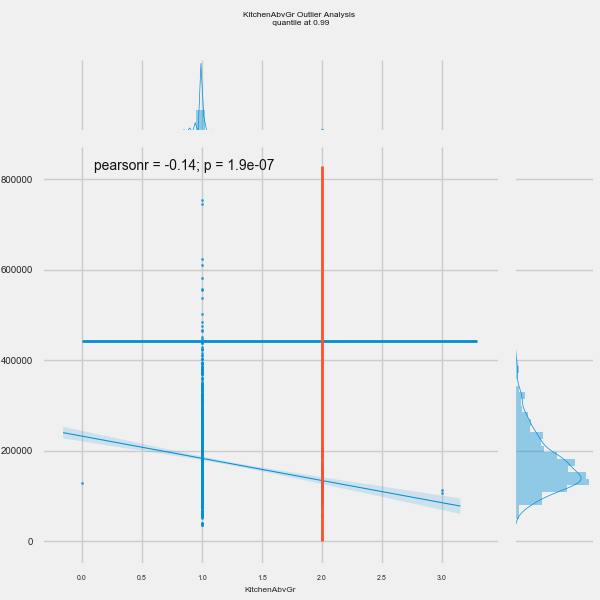 KitchenAbvGr Outlier Analysis
quantile at 0.99
pearsonr = -0.14; p = 1.9e-07
800000
600000
400000
200000
0
0.0 0.5 1.0 1.5 2.0 2.5 3.0
KitchenAbvGr